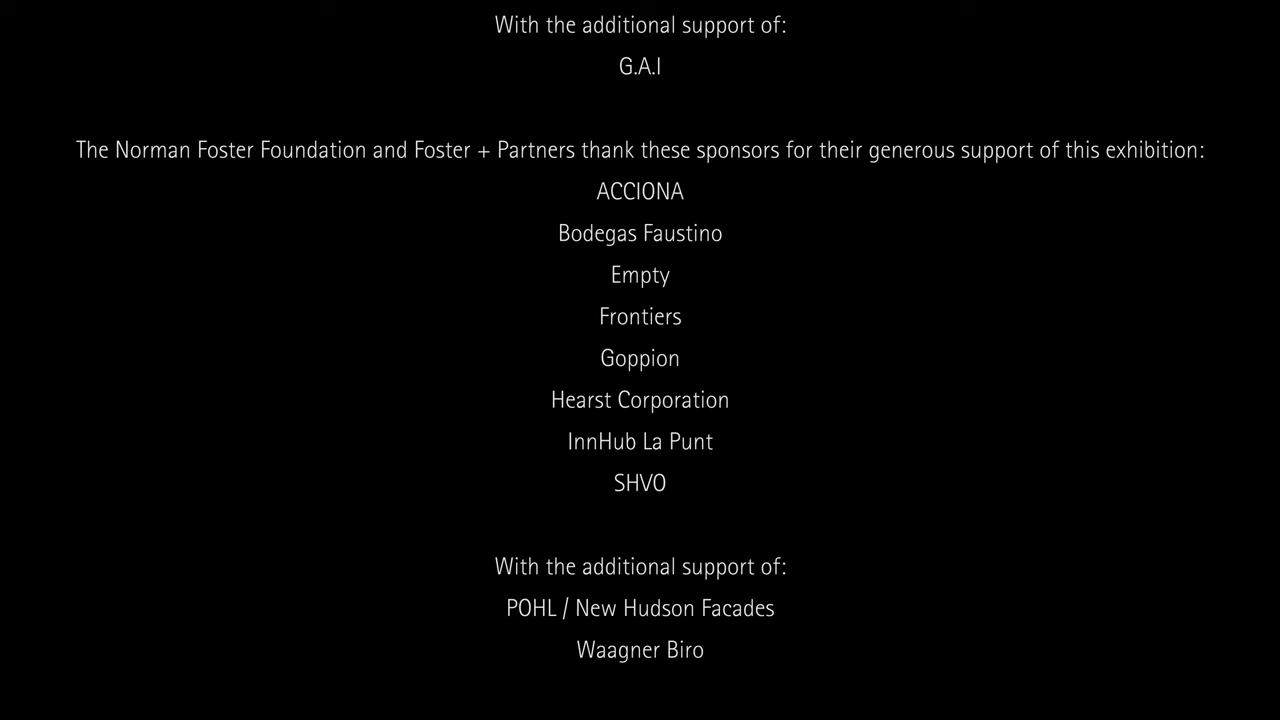 With the additional support of:
G.A.I
The Norman Foster Foundation and Foster + Partners thank these sponsors for their generous support of this exhibition:
ACCIONA
Bodegas Faustino
Empty
Frontiers
Goppion
Hearst Corporation
InnHub La Punt
SHVO
With the additional support of:
POHL / New Hudson Facades
Waagner Biro